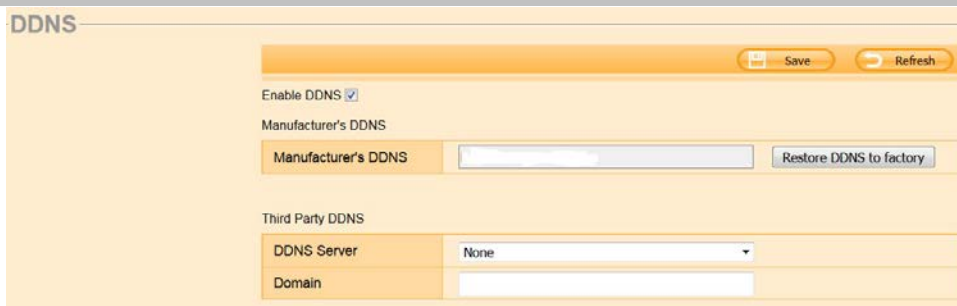 DDNS
Save Refresh
Enable DDNS
Manufacturer's DDNS
Manufacturer's DDNS Restore DDNS to factory
Third Party DDNS
DDNS Server None
Domain